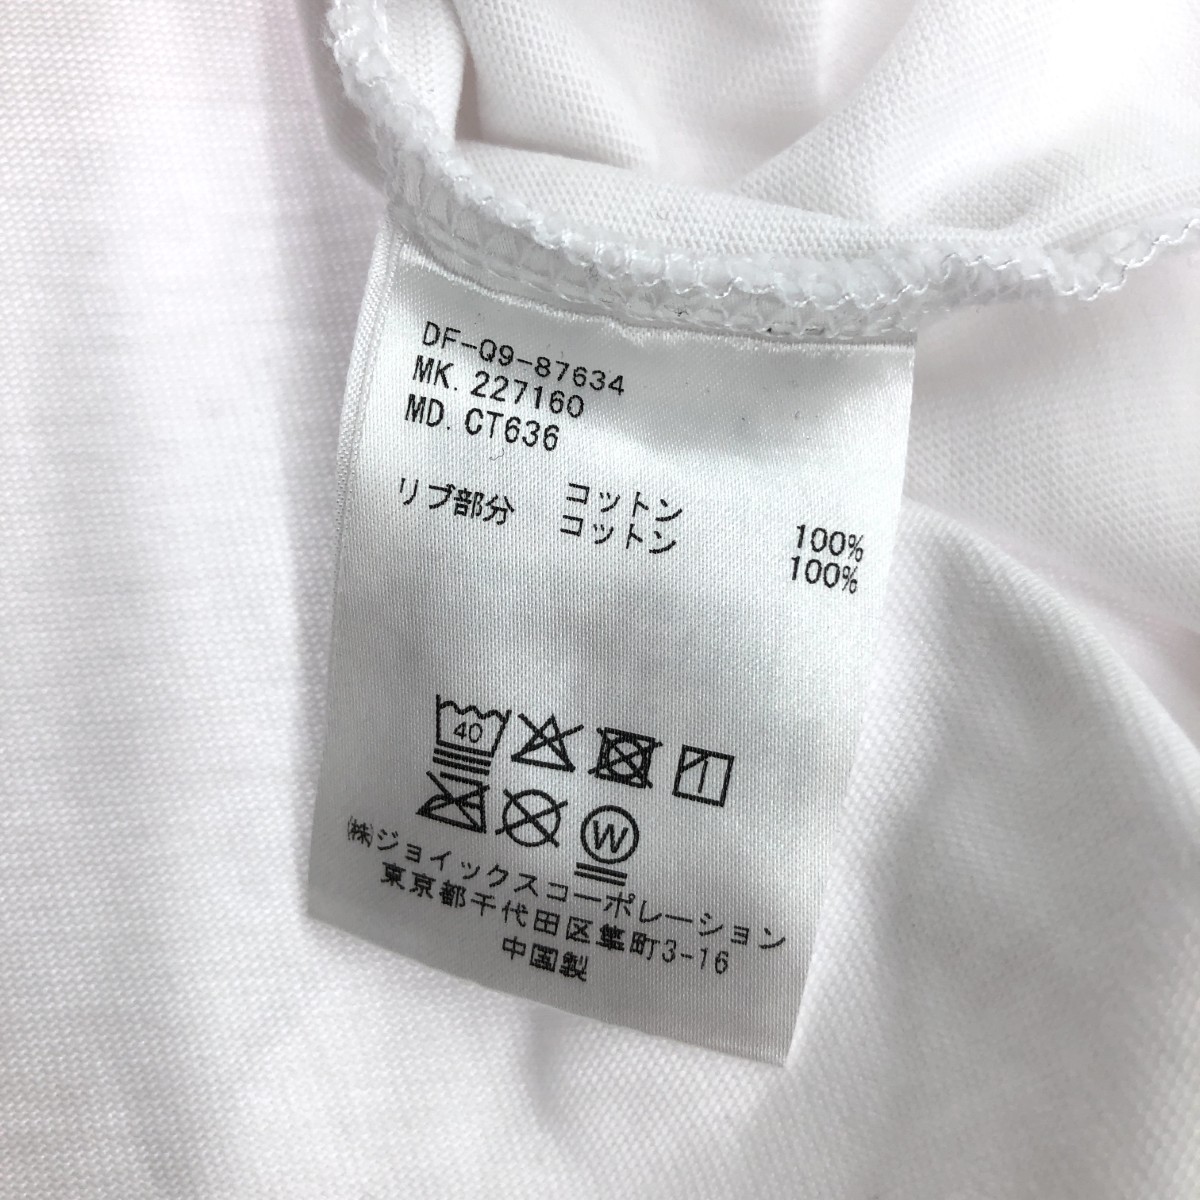 DF-Q9-87634
MK. 227160
MD. CT636
コットン 100%
リブ部分 コットン 100%
40
W
㈱ジョイックスコーポレーション
東京都千代田区隼町3-16
中国製